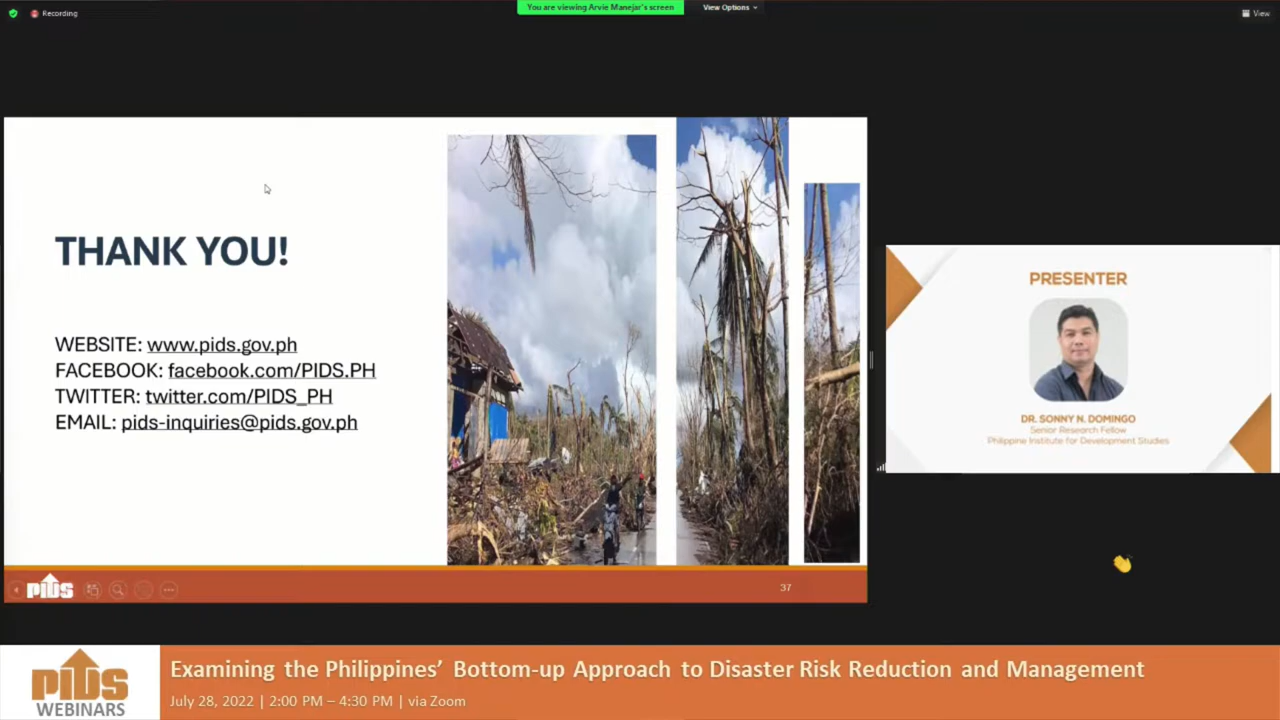 Recording
You are viewing Arvie Manejar's screen
View Options
View
THANK YOU!
WEBSITE: www.pids.gov.ph
FACEBOOK: facebook.com/PIDS.PH
TWITTER: twitter.com/PIDS_PH
EMAIL: pids-inquiries@pids.gov.ph
PIDS
37
PRESENTER
DR. SONNY N. DOMINGO
Senior Research Fellow
Philippine Institute for Development Studies
PIDS
WEBINARS
Examining the Philippines’ Bottom-up Approach to Disaster Risk Reduction and Management
July 28, 2022 | 2:00 PM – 4:30 PM | via Zoom